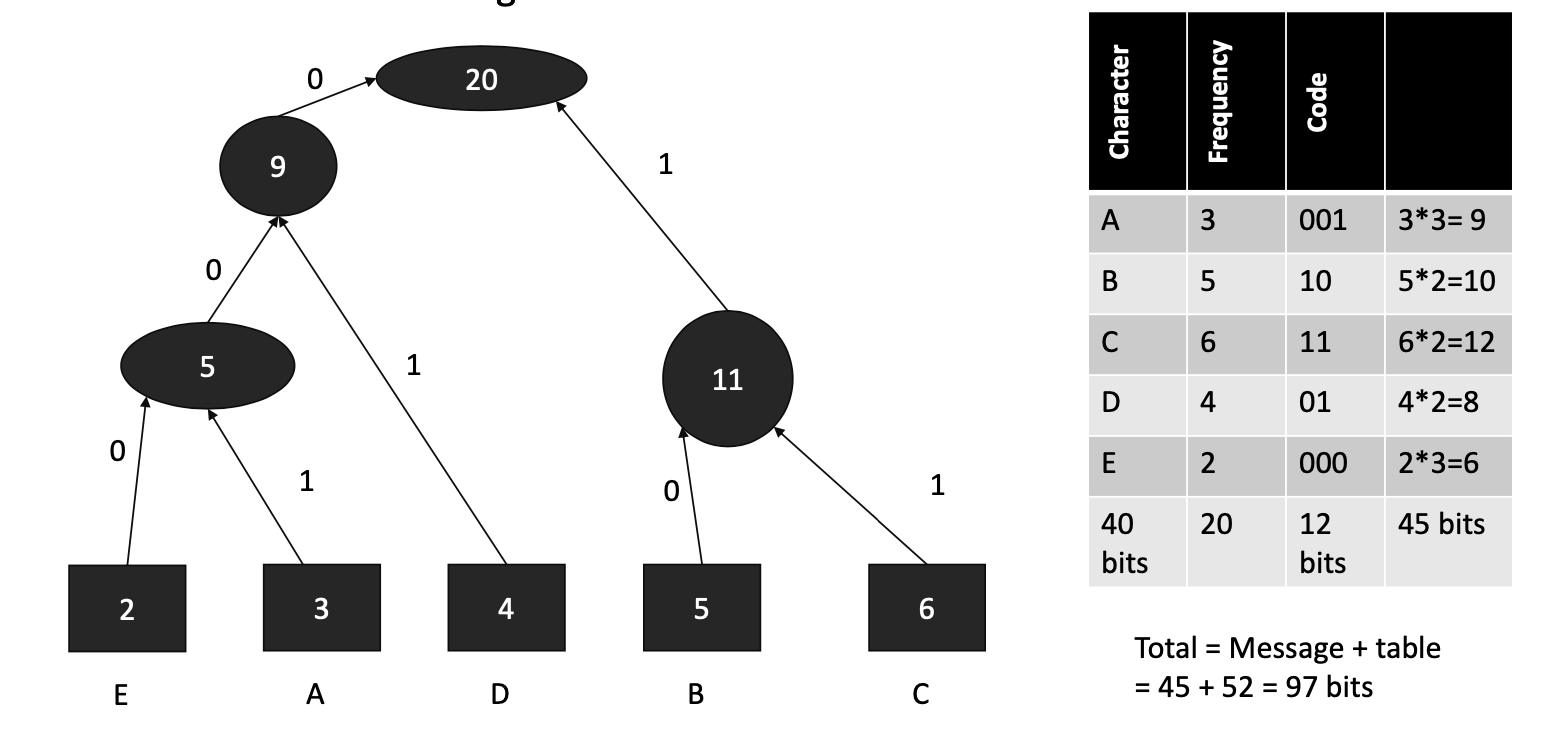 0
20
9
1
0
5
1
11
0
1
0
1
2
3
4
5
6
E
A
D
B
C
Character Frequency Code
A 3 001 3*3= 9
B 5 10 5*2=10
C 6 11 6*2=12
D 4 01 4*2=8
E 2 000 2*3=6
40 bits 20 12 bits 45 bits
Total = Message + table
= 45 + 52 = 97 bits